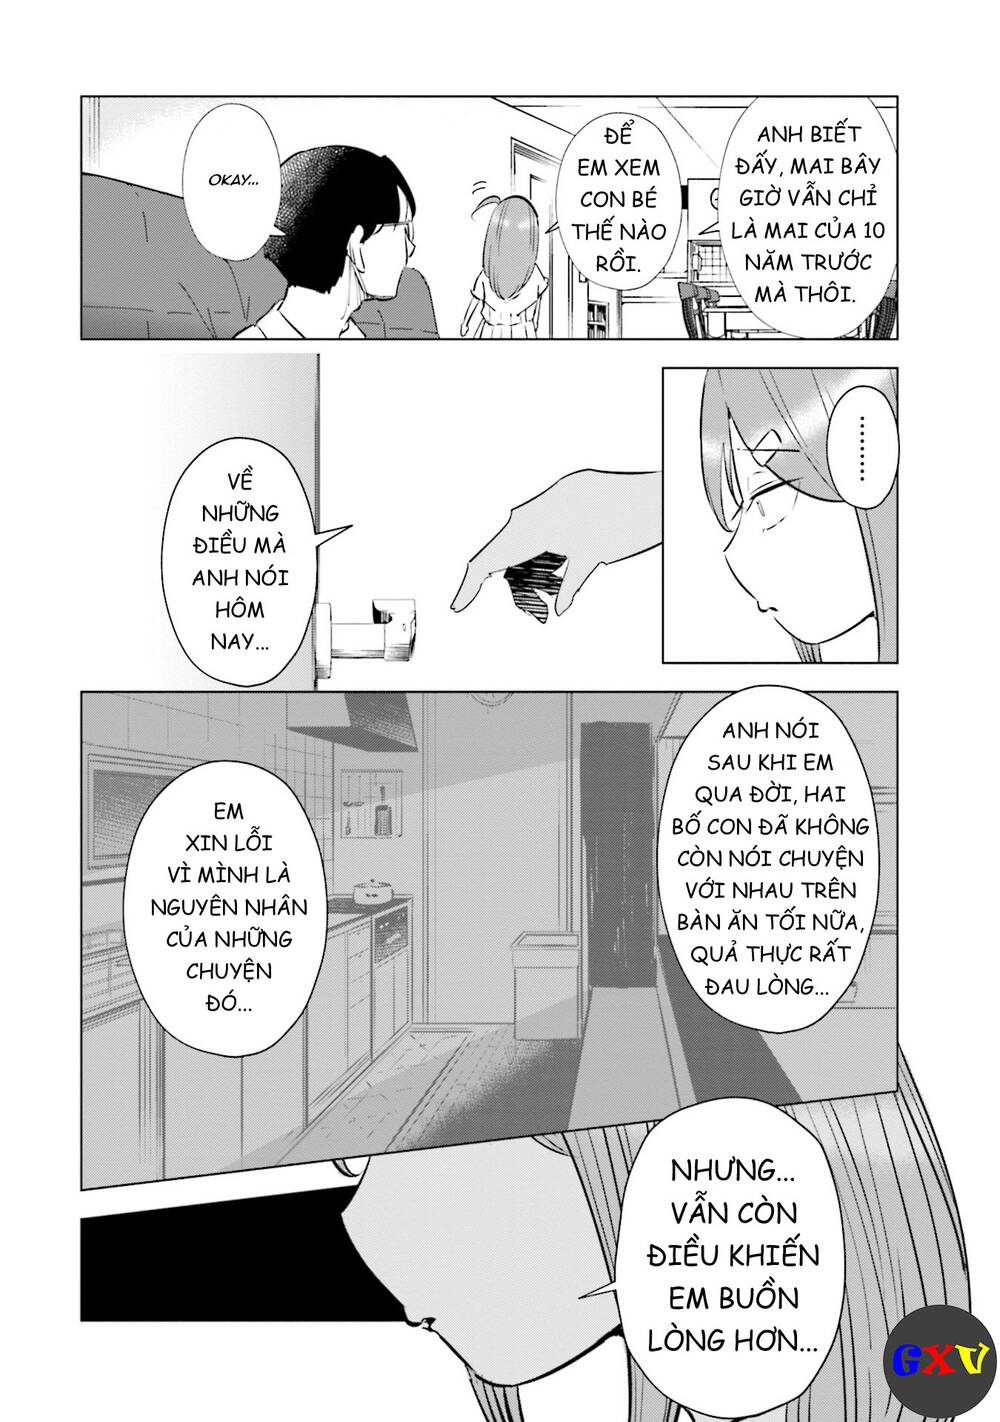 ANH BIẾT
ĐẤY, MAI BÂY
GIỜ VẪN CHỈ
LÀ MAI CỦA 10
NĂM TRƯỚC
MÀ THÔI.
ĐỂ
EM XEM
CON BÉ
THẾ NÀO
RỒI.
OKAY...
.........
VỀ
NHỮNG
ĐIỀU MÀ
ANH NÓI
HÔM
NAY...
ANH NÓI
SAU KHI EM
QUA ĐỜI, HAI
BỐ CON ĐÃ KHÔNG
CÒN NÓI CHUYỆN
VỚI NHAU TRÊN
BÀN ĂN TỐI NỮA,
QUẢ THỰC RẤT
ĐAU LÒNG...
EM
XIN LỖI
VÌ MÌNH LÀ
NGUYÊN NHÂN
CỦA NHỮNG
CHUYỆN
ĐÓ...
NHƯNG...
VẪN CÒN
ĐIỀU KHIẾN
EM BUỒN
LÒNG HƠN...
GXV